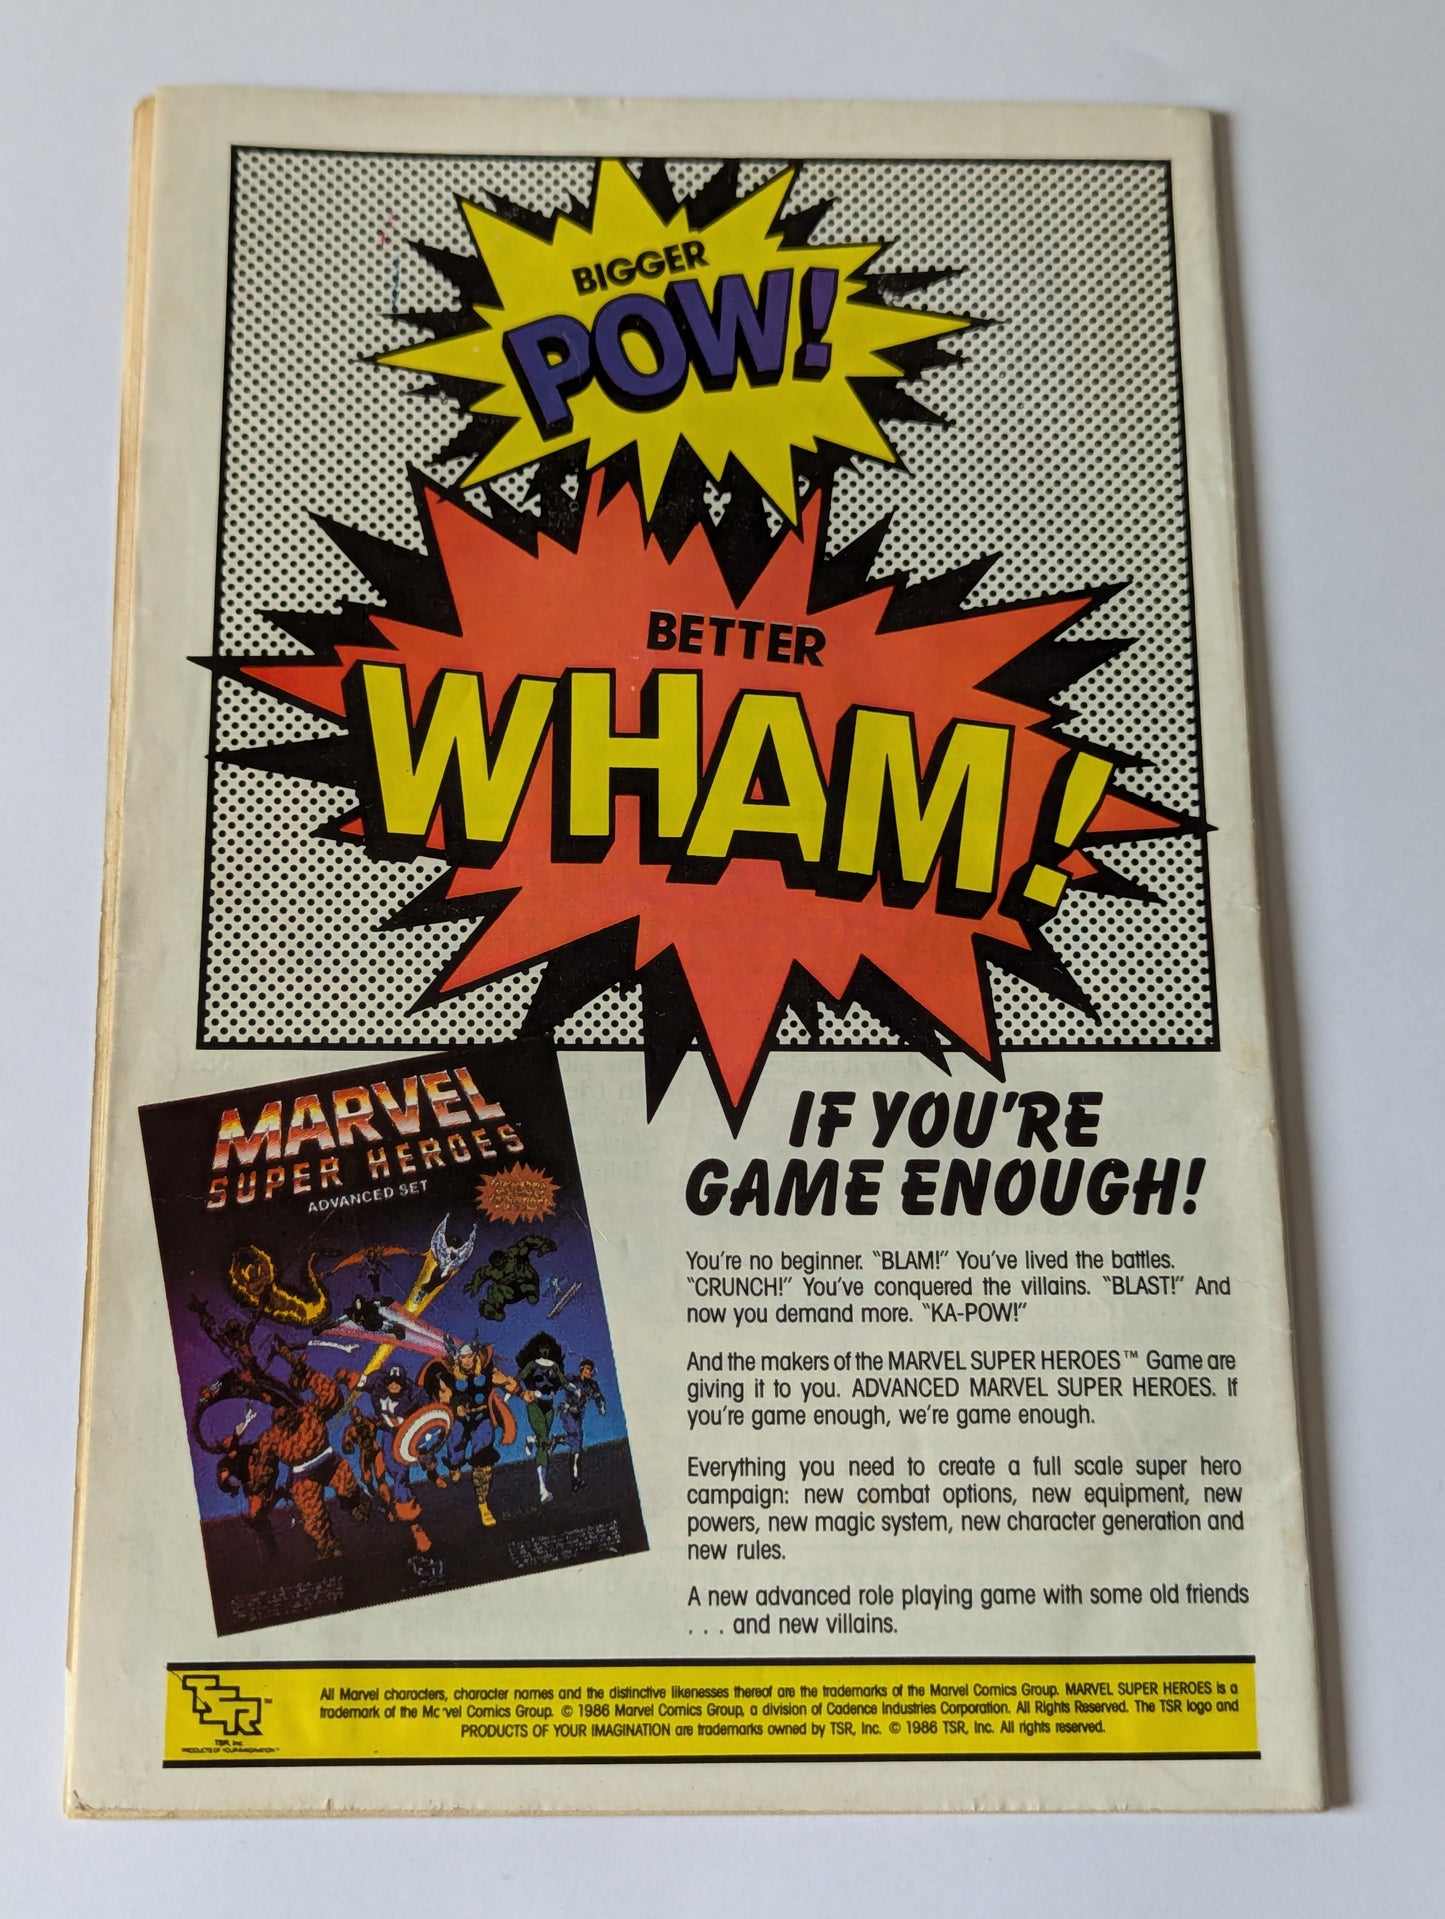 BIGGER
POW!
BETTER
WHAM!
MARVEL
SUPER HEROES
ADVANCED SET
IF YOU'RE
GAME ENOUGH!
You're no beginner. "BLAM!" You've lived the battles.
"CRUNCH!" You've conquered the villains. "BLAST!" And
now you demand more. "KA-POW!"
And the makers of the MARVEL SUPER HEROES™ Game are
giving it to you. ADVANCED MARVEL SUPER HEROES. If
you're game enough, we're game enough.
Everything you need to create a full scale super hero
campaign: new combat options, new equipment, new
powers, new magic system, new character generation and
new rules.
A new advanced role playing game with some old friends
. . . and new villains.
TSR™
TSR, Inc
PRODUCTS OF YOUR IMAGINATION™
All Marvel characters, character names and the distinctive likenesses thereof are the trademarks of the Marvel Comics Group. MARVEL SUPER HEROES is a
trademark of the Marvel Comics Group. © 1986 Marvel Comics Group, a division of Cadence Industries Corporation. All Rights Reserved. The TSR logo and
PRODUCTS OF YOUR IMAGINATION are trademarks owned by TSR, Inc. © 1986 TSR, Inc. All rights reserved.